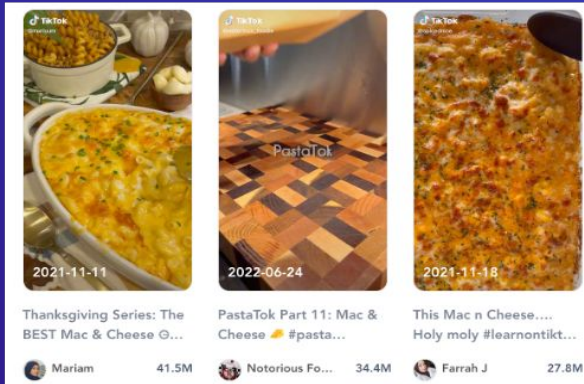 TikTok
TikTok
TikTok
PastaTok
2021-11-11
2022-06-24
2021-11-18
Thanksgiving Series: The
BEST Mac & Cheese ...
PastaTok Part 11: Mac &
Cheese 🧀 #pasta...
This Mac n Cheese....
Holy moly #learnontikt...
Mariam
41.5M
Notorious Fo...
34.4M
Farrah J
27.8M